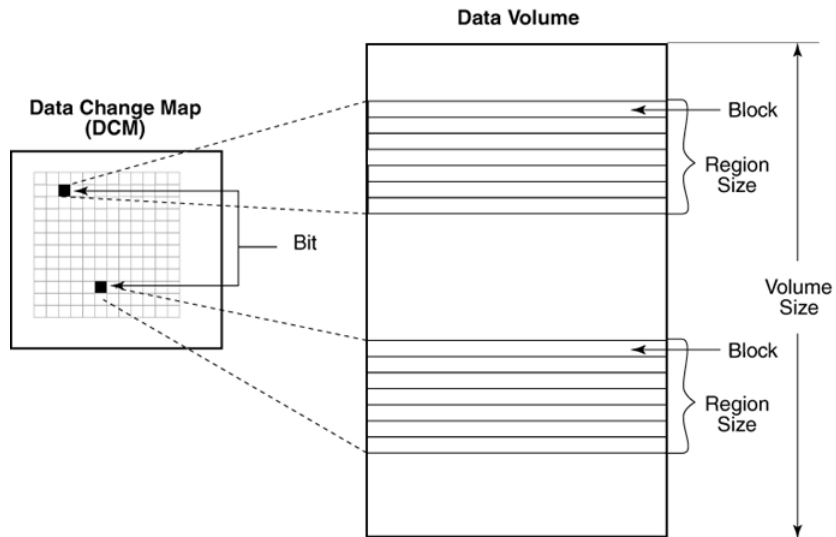 Data Volume
Data Change Map
(DCM)
Block
Region
Size
Bit
Volume
Size
Block
Region
Size